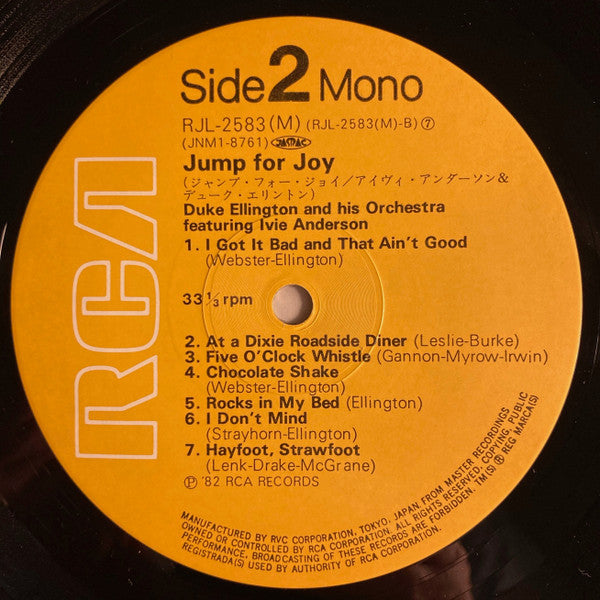 Side 2 Mono
RJL-2583(M) (RJL-2583(M)-B) ⑦
(JNM1-8761) JASRAC
Jump for Joy
(ジャンプ・フォー・ジョイ/アイヴィ・アンダーソン&
デューク・エリントン)
Duke Ellington and his Orchestra
featuring Ivie Anderson
1. I Got It Bad and That Ain't Good
(Webster-Ellington)
33 1/3 rpm
2. At a Dixie Roadside Diner (Leslie-Burke)
3. Five O'Clock Whistle (Gannon-Myrow-Irwin)
4. Chocolate Shake
(Webster-Ellington)
5. Rocks in My Bed (Ellington)
6. I Don't Mind
(Strayhorn-Ellington)
7. Hayfoot, Strawfoot
(Lenk-Drake-McGrane)
Ⓟ '82 RCA RECORDS
RCA
MANUFACTURED BY RVC CORPORATION, TOKYO, JAPAN FROM MASTER RECORDINGS
OWNED OR CONTROLLED BY RCA CORPORATION. ALL RIGHTS RESERVED, COPYING, PUBLIC
PERFORMANCE, BROADCASTING OF THESE RECORDS ARE FORBIDDEN. TM(S) ® REG MARCA(S)
REGISTRADA(S) USED BY AUTHORITY OF RCA CORPORATION.